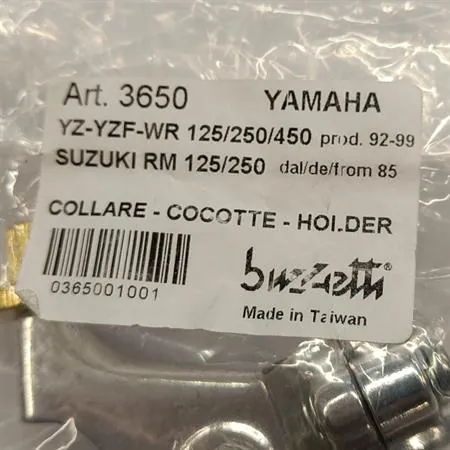 Art. 3650 YAMAHA
YZ-YZF-WR 125/250/450 prod. 92-99
SUZUKI RM 125/250 dal/de/from 85
COLLARE - COCOTTE - HOLDER
buzzetti®
0365001001
Made in Taiwan